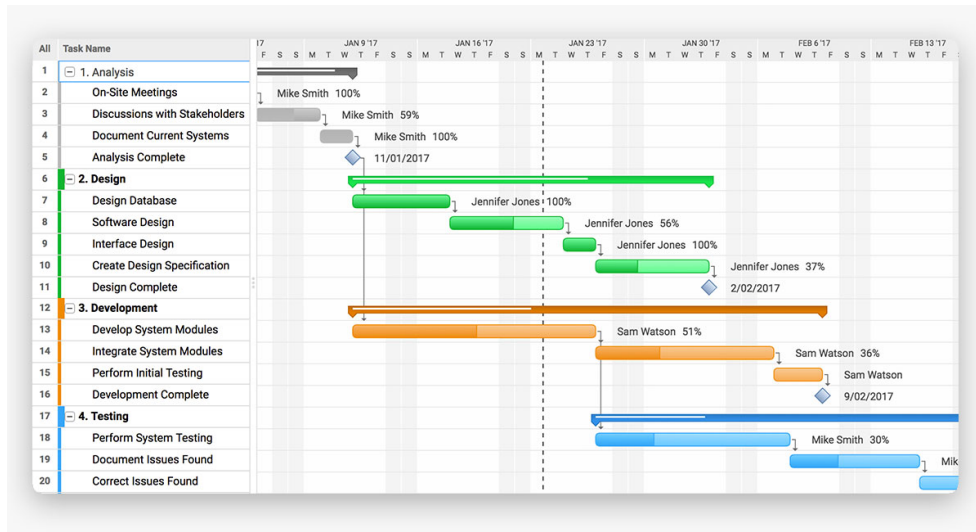 All Task Name 17 JAN 9 '17 JAN 16 '17 JAN 23 '17 JAN 30 '17 FEB 6 '17 FEB 13 '17
F S S M T W T F S S M T W T F S S M T W T F S S M T W T F S S M T W T F S S M T W T F
1 1. Analysis
2 On-Site Meetings Mike Smith 100%
3 Discussions with Stakeholders Mike Smith 59%
4 Document Current Systems Mike Smith 100%
5 Analysis Complete 11/01/2017
6 2. Design
7 Design Database Jennifer Jones 100%
8 Software Design Jennifer Jones 56%
9 Interface Design Jennifer Jones 100%
10 Create Design Specification Jennifer Jones 37%
11 Design Complete 2/02/2017
12 3. Development
13 Develop System Modules Sam Watson 51%
14 Integrate System Modules Sam Watson 36%
15 Perform Initial Testing Sam Watson
16 Development Complete 9/02/2017
17 4. Testing
18 Perform System Testing Mike Smith 30%
19 Document Issues Found Mik
20 Correct Issues Found